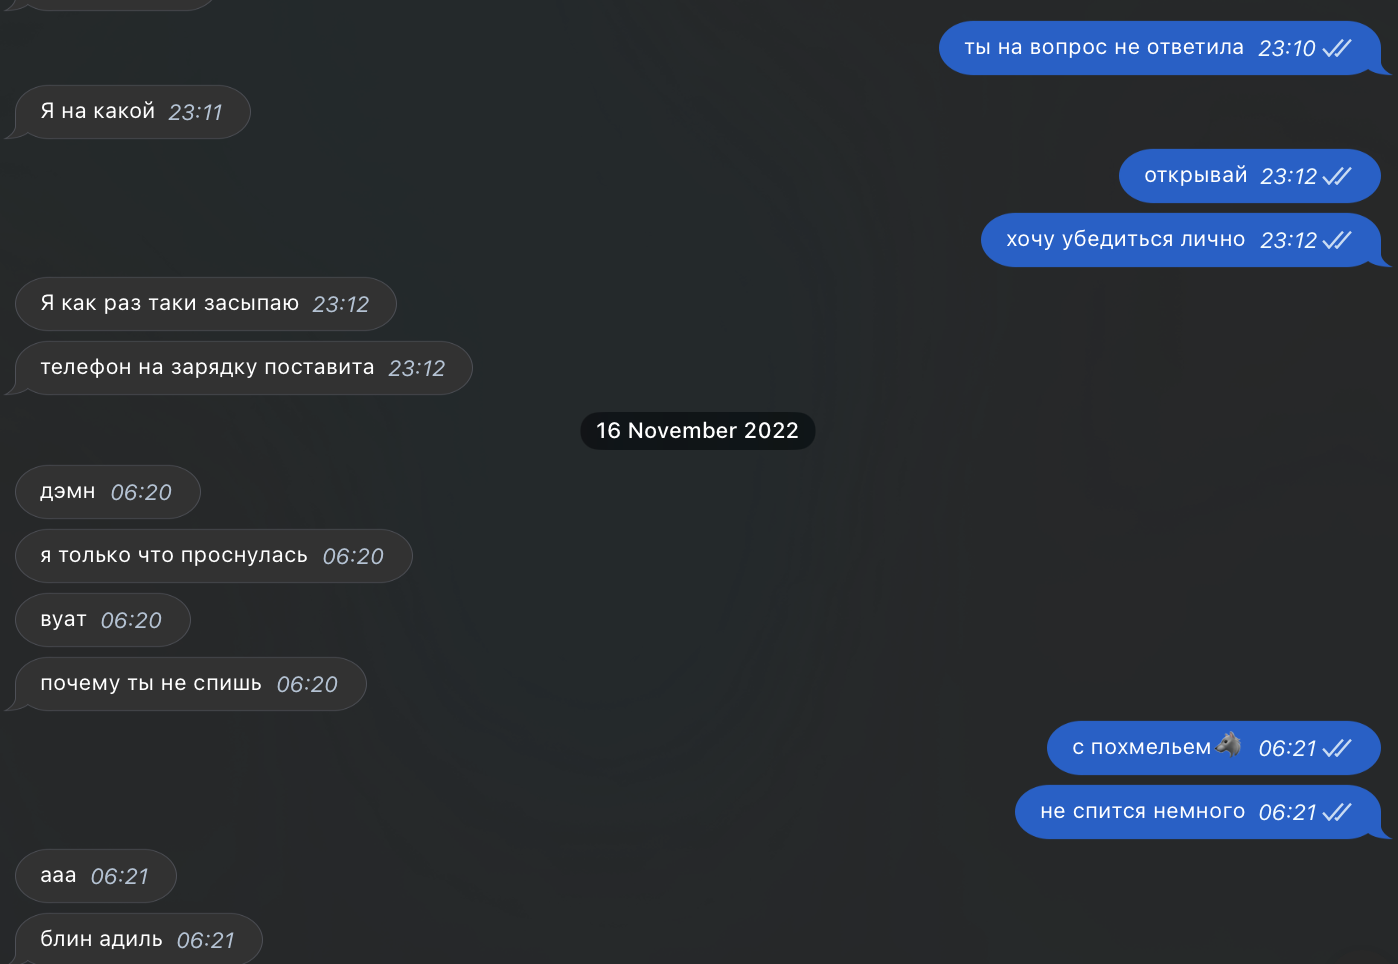 ты на вопрос не ответила 23:10
Я на какой 23:11
открывай 23:12
хочу убедиться лично 23:12
Я как раз таки засыпаю 23:12
телефон на зарядку поставита 23:12
16 November 2022
дэмн 06:20
я только что проснулась 06:20
вуат 06:20
почему ты не спишь 06:20
с похмельем🐺 06:21
не спится немного 06:21
ааа 06:21
блин адиль 06:21